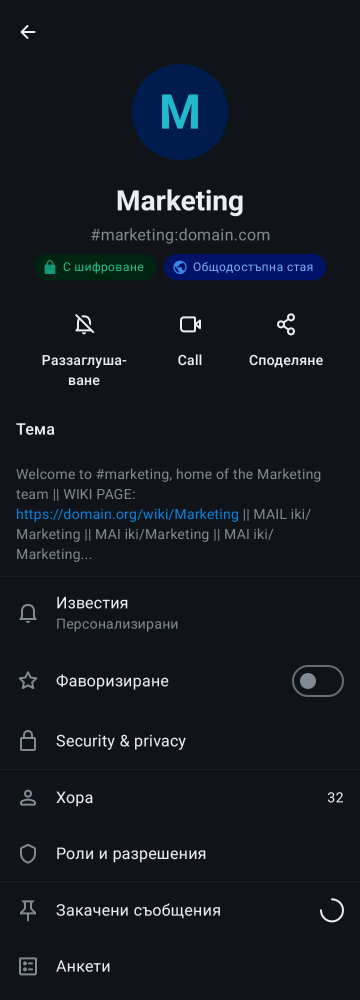 M
Marketing
#marketing:domain.com
С шифроване
Общодостъпна стая
Раззаглуша-
ване
Call
Споделяне
Тема
Welcome to #marketing, home of the Marketing
team || WIKI PAGE:
https://domain.org/wiki/Marketing || MAIL iki/
Marketing || MAI iki/Marketing || MAI iki/
Marketing...
Известия
Персонализирани
Фаворизиране
Security & privacy
Хора
32
Роли и разрешения
Закачени съобщения
Анкети